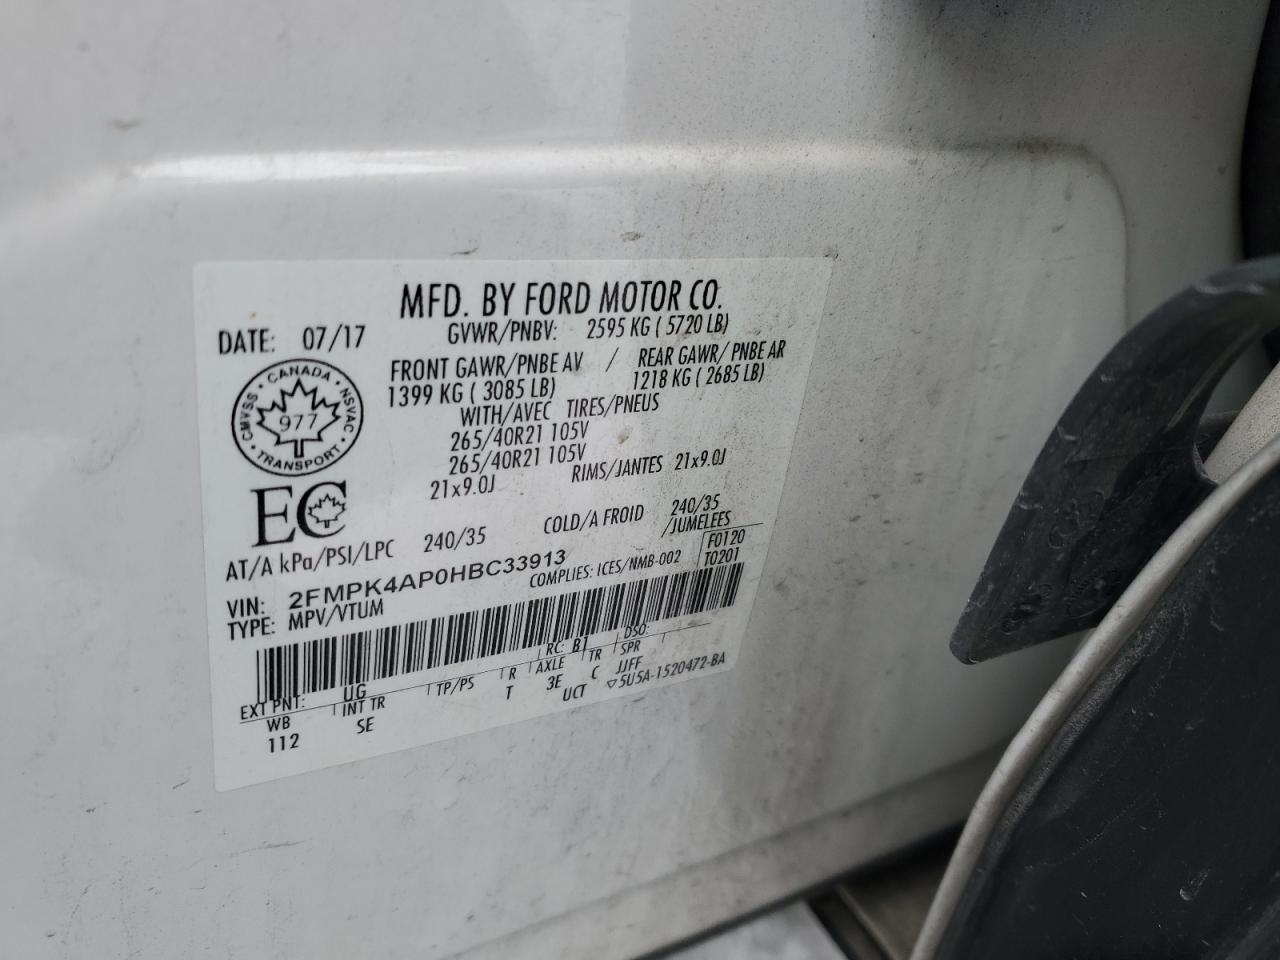 MFD. BY FORD MOTOR CO.
DATE: 07/17
GVWR/PNBV: 2595 KG ( 5720 LB)
FRONT GAWR/PNBE AV / REAR GAWR/ PNBE AR
1399 KG ( 3085 LB) 1218 KG ( 2685 LB)
WITH/AVEC TIRES/PNEUS
265/40R21 105V
265/40R21 105V
21x9.0J RIMS/JANTES 21x9.0J
CANADA
CMVSS
NSVAC
977
TRANSPORT
EC
AT/A kPa/PSI/LPC 240/35 COLD/A FROID 240/35
/JUMELEES
VIN: 2FMPK4AP0HBC33913
COMPLIES: ICES/NMB-002
F0120
T0201
TYPE: MPV/VTUM
EXT PNT: UG RC: B1 DSO:
WB INT TR TP/PS R AXLE TR SPR
112 SE T 3E C JJFF
UCT ▽5U5A-1520472-BA